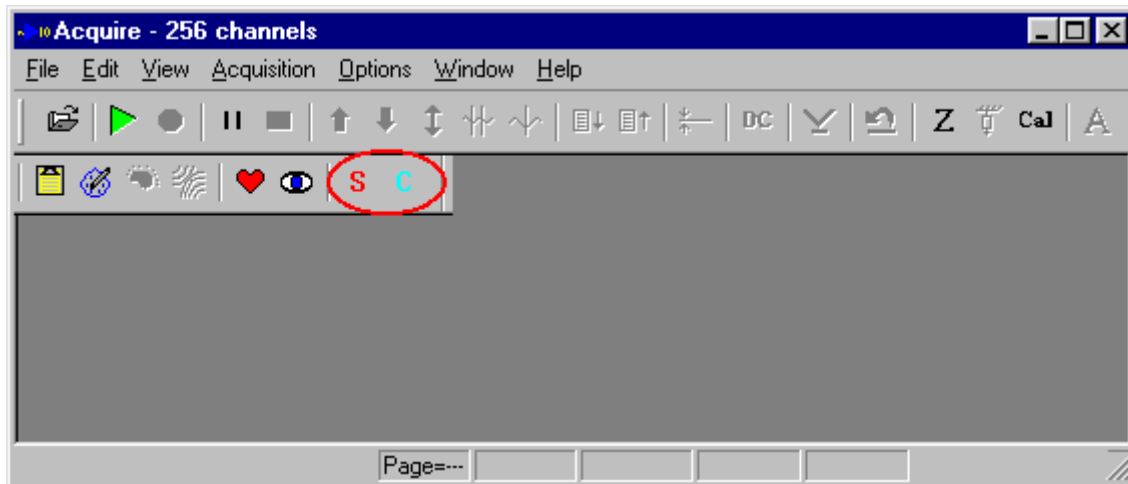 Acquire - 256 channels
File Edit View Acquisition Options Window Help
DC Z Cal A
S C
Page=---